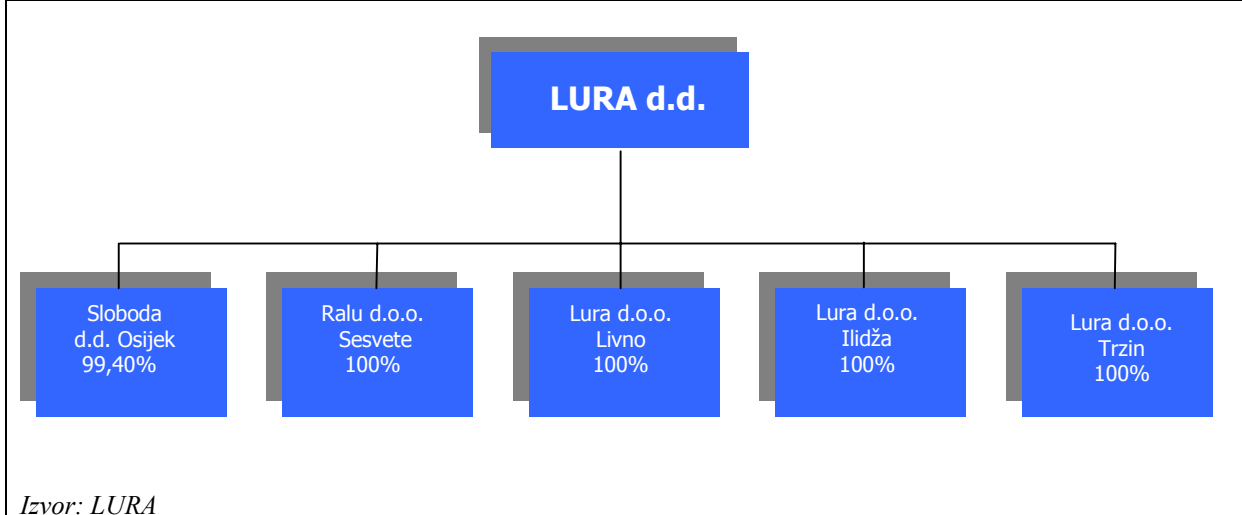 LURA d.d.
Sloboda
d.d. Osijek
99,40%
Ralu d.o.o.
Sesvete
100%
Lura d.o.o.
Livno
100%
Lura d.o.o.
Ilidža
100%
Lura d.o.o.
Trzin
100%
Izvor: LURA